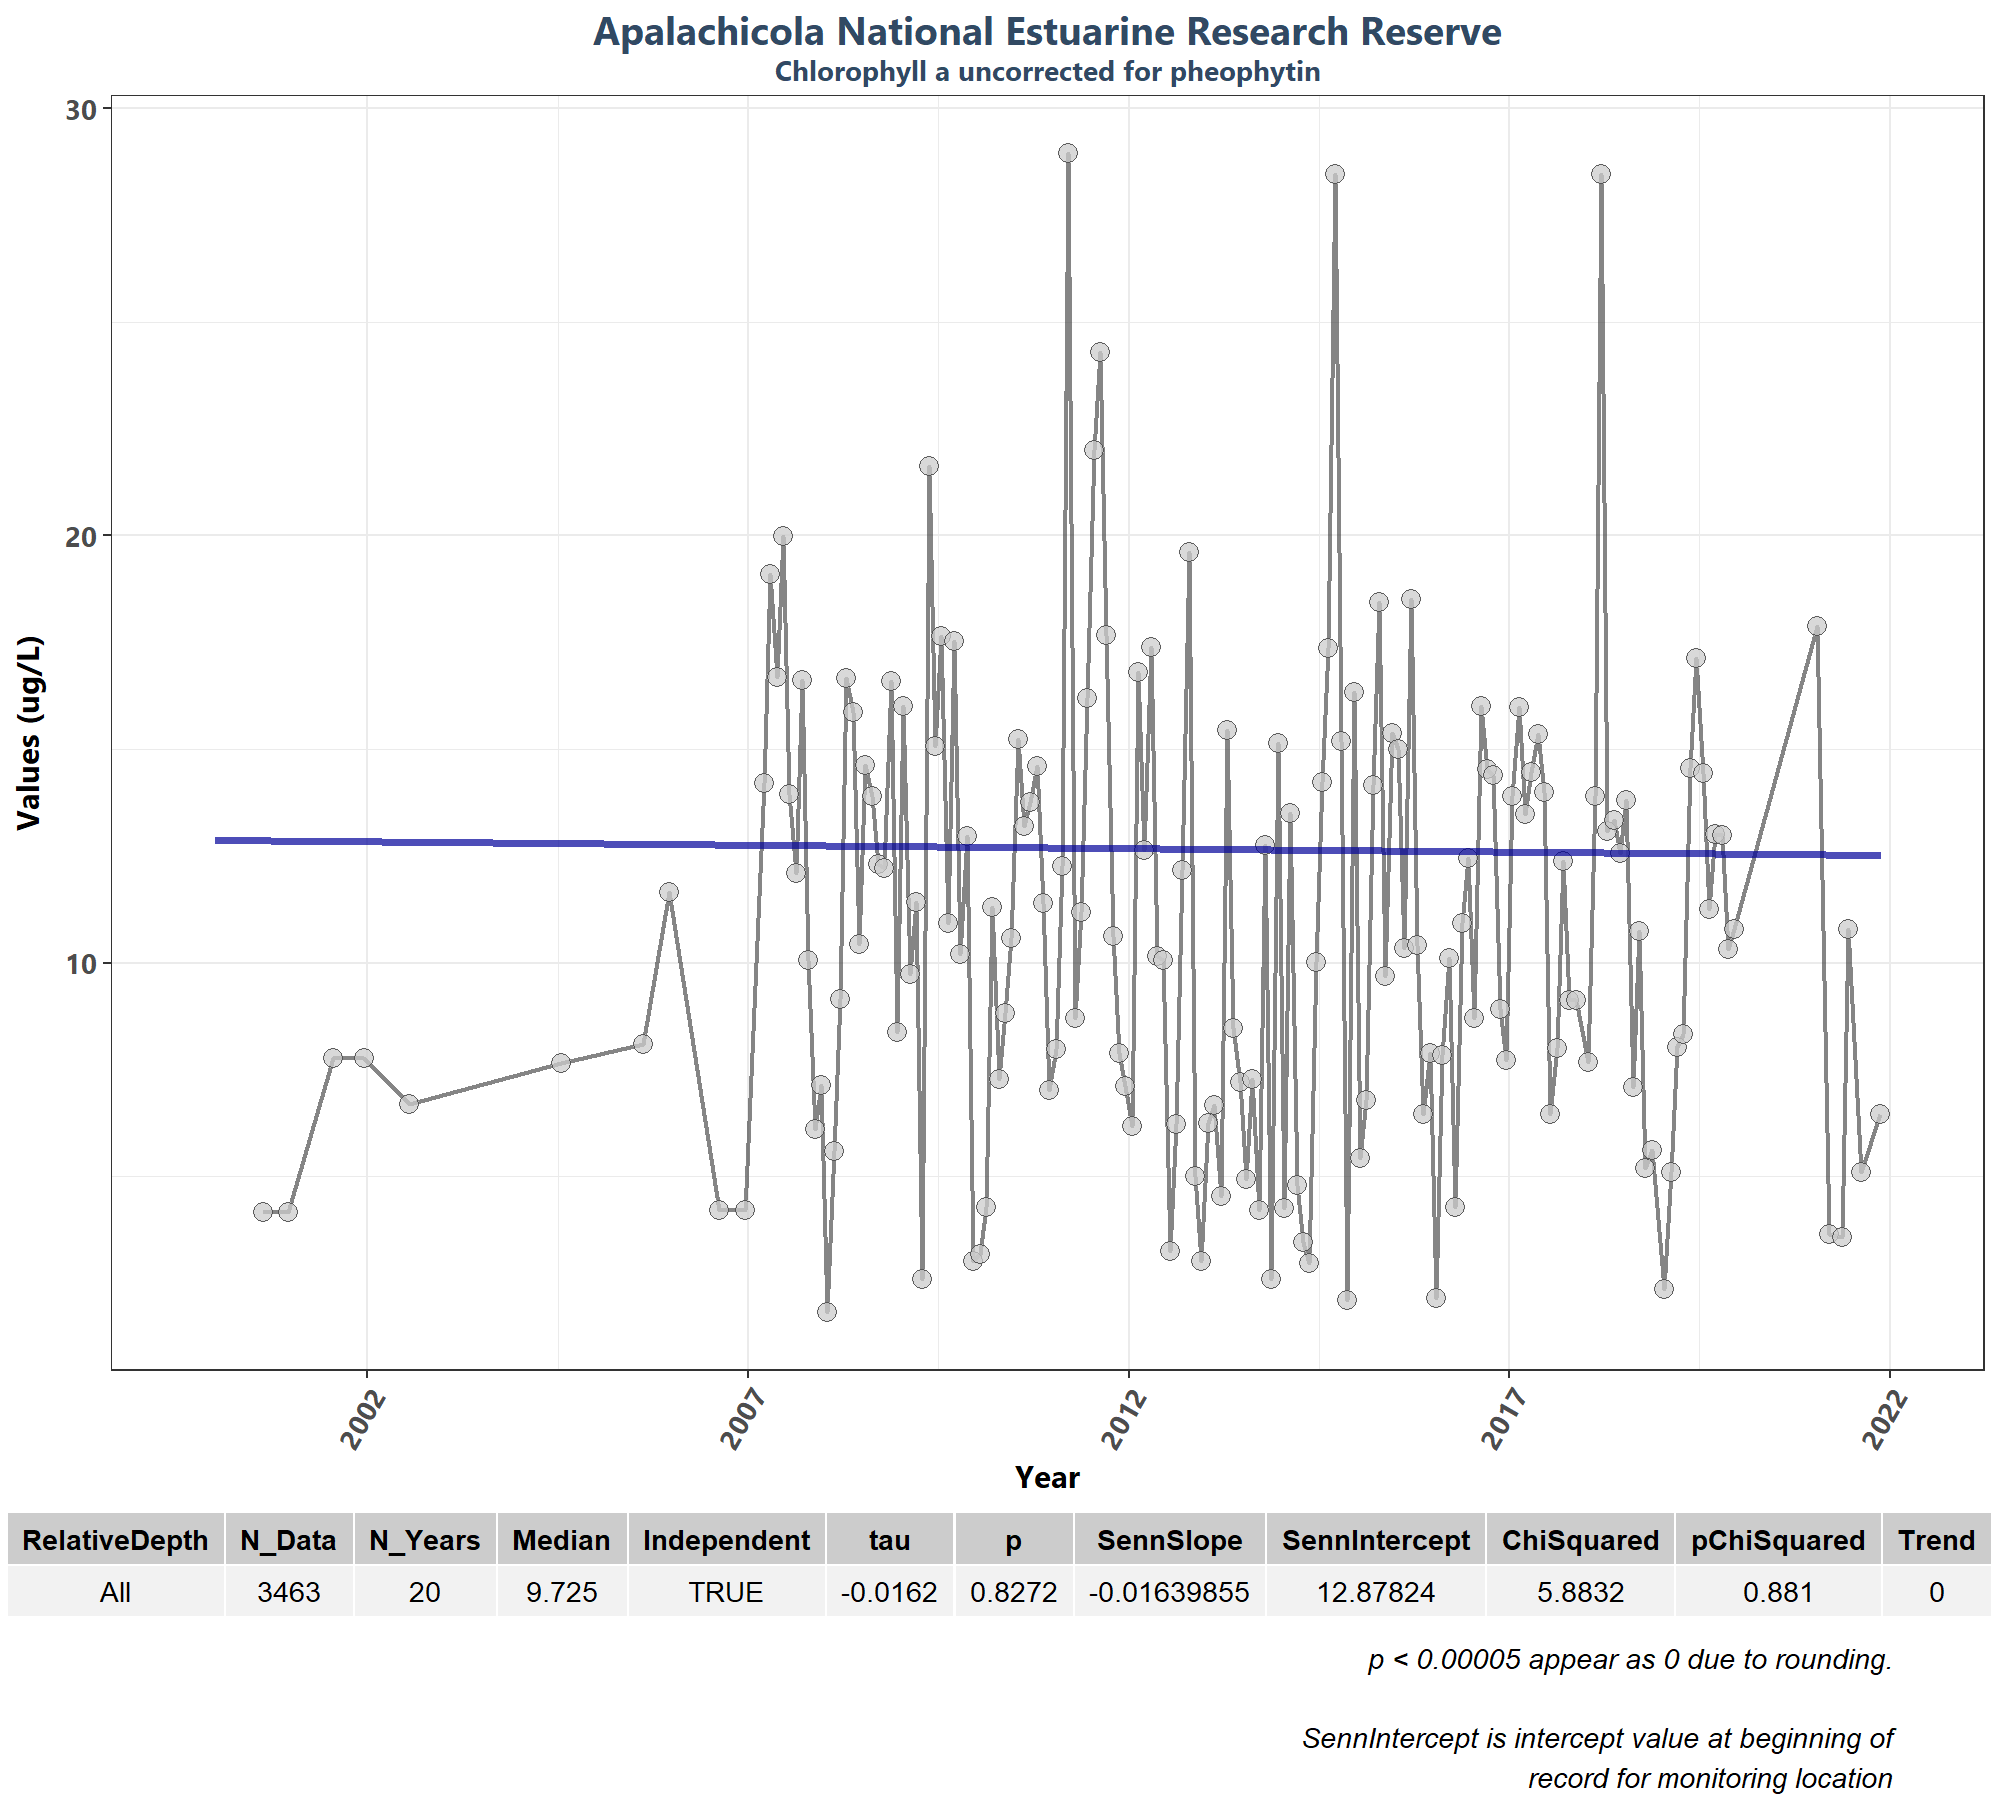 Apalachicola National Estuarine Research Reserve
Chlorophyll a uncorrected for pheophytin
30
20
10
Values (ug/L)
2002
2007
2012
2017
2022
Year
RelativeDepth N_Data N_Years Median Independent tau p SennSlope SennIntercept ChiSquared pChiSquared Trend
All 3463 20 9.725 TRUE -0.0162 0.8272 -0.01639855 12.87824 5.8832 0.881 0
p < 0.00005 appear as 0 due to rounding.
SennIntercept is intercept value at beginning of
record for monitoring location